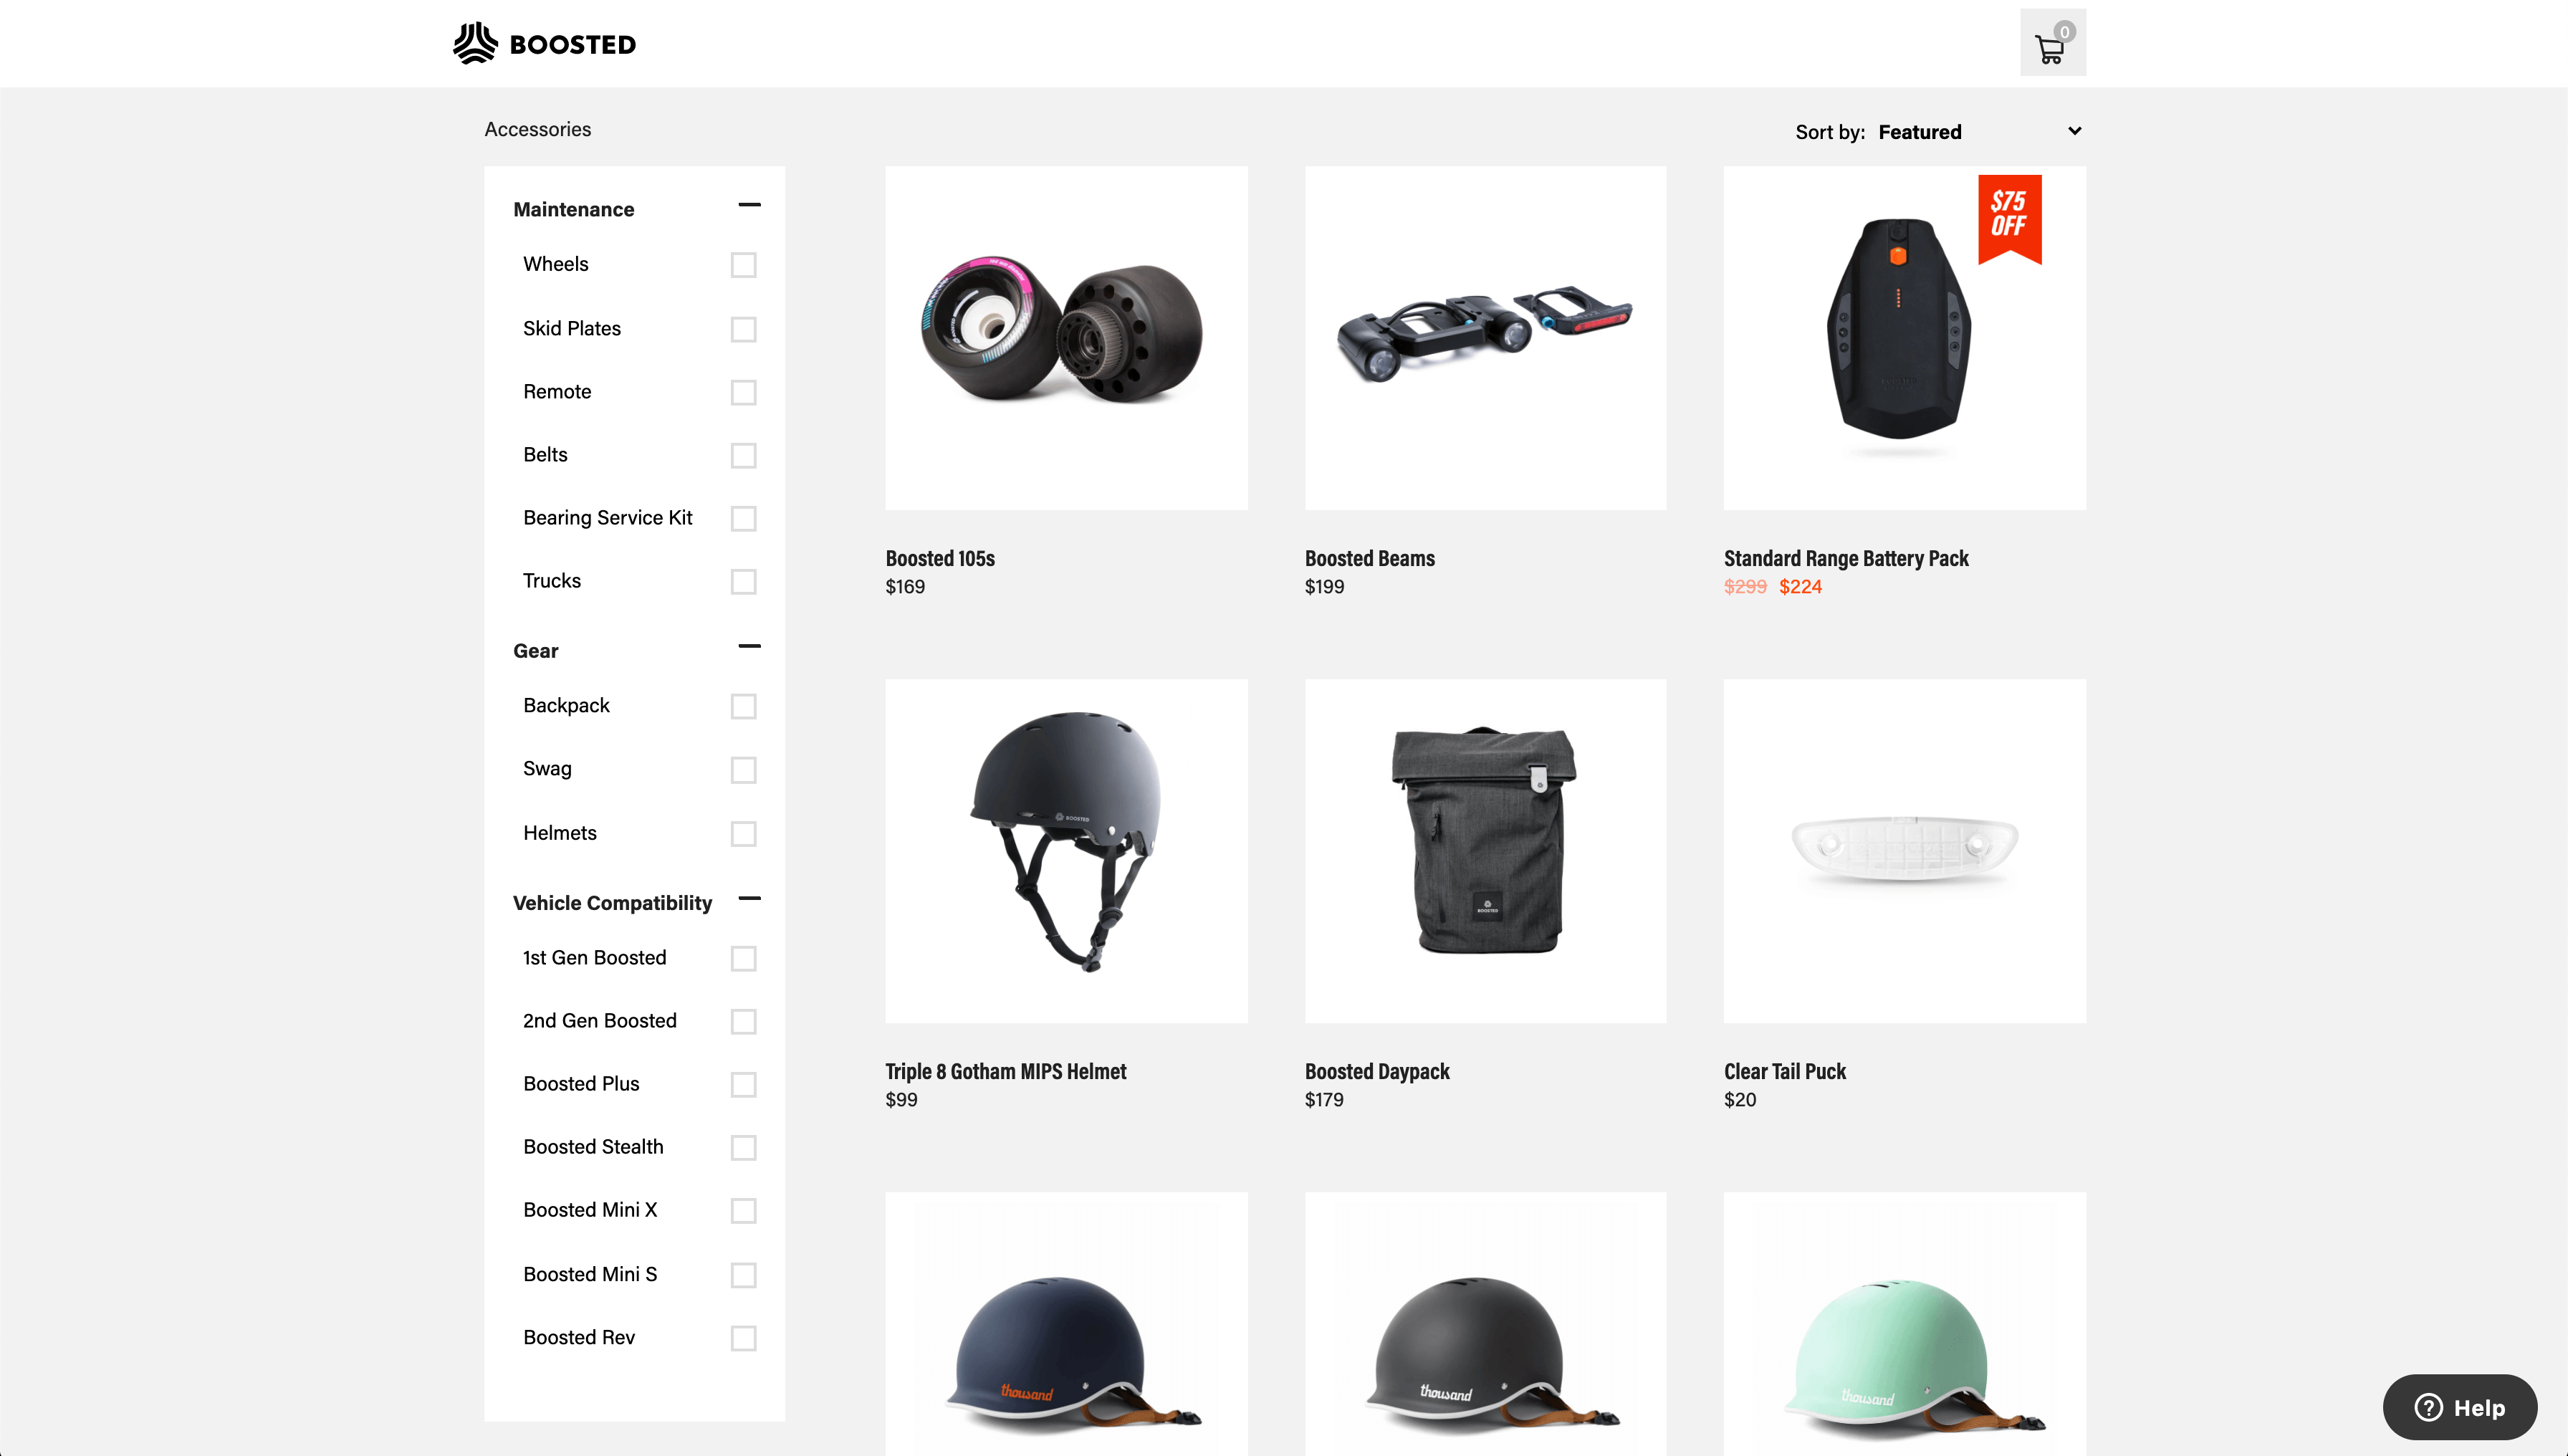 BOOSTED
0
Accessories
Sort by: Featured
Maintenance
Wheels
Skid Plates
Remote
Belts
Bearing Service Kit
Trucks
Gear
Backpack
Swag
Helmets
Vehicle Compatibility
1st Gen Boosted
2nd Gen Boosted
Boosted Plus
Boosted Stealth
Boosted Mini X
Boosted Mini S
Boosted Rev
$75
OFF
Boosted 105s
$169
Boosted Beams
$199
Standard Range Battery Pack
$299 $224
BOOSTED
BOOSTED
Triple 8 Gotham MIPS Helmet
$99
Boosted Daypack
$179
Clear Tail Puck
$20
thousand
thousand
thousand
? Help